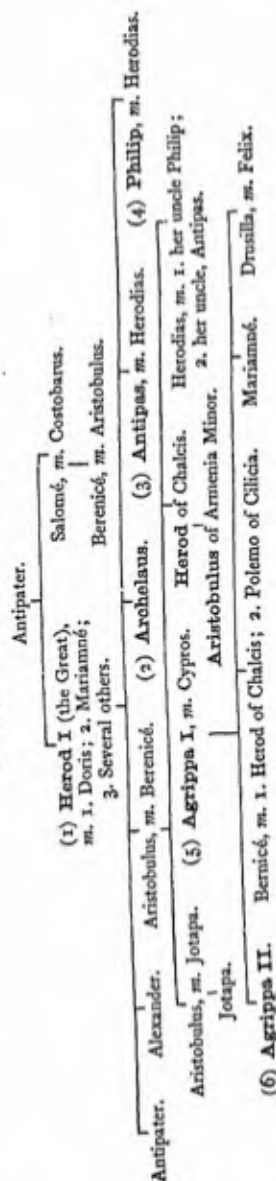 Antipater.
(1) Herod I (the Great),
m. 1. Doris; 2. Mariamné;
3. Several others.
Salomé, m. Costobarus.
Berenicé, m. Aristobulus.
Antipater. Alexander. Aristobulus, m. Berenicé. (2) Archelaus. (3) Antipas, m. Herodias. (4) Philip, m. Herodias.
Aristobulus, m. Jotapa. (5) Agrippa I, m. Cypros. Herod of Chalcis. Herodias, m. 1. her uncle Philip;
2. her uncle, Antipas.
Jotapa. Aristobulus of Armenia Minor.
(6) Agrippa II. Bernicé, m. 1. Herod of Chalcis; 2. Polemo of Cilicia. Mariamné. Drusilla, m. Felix.